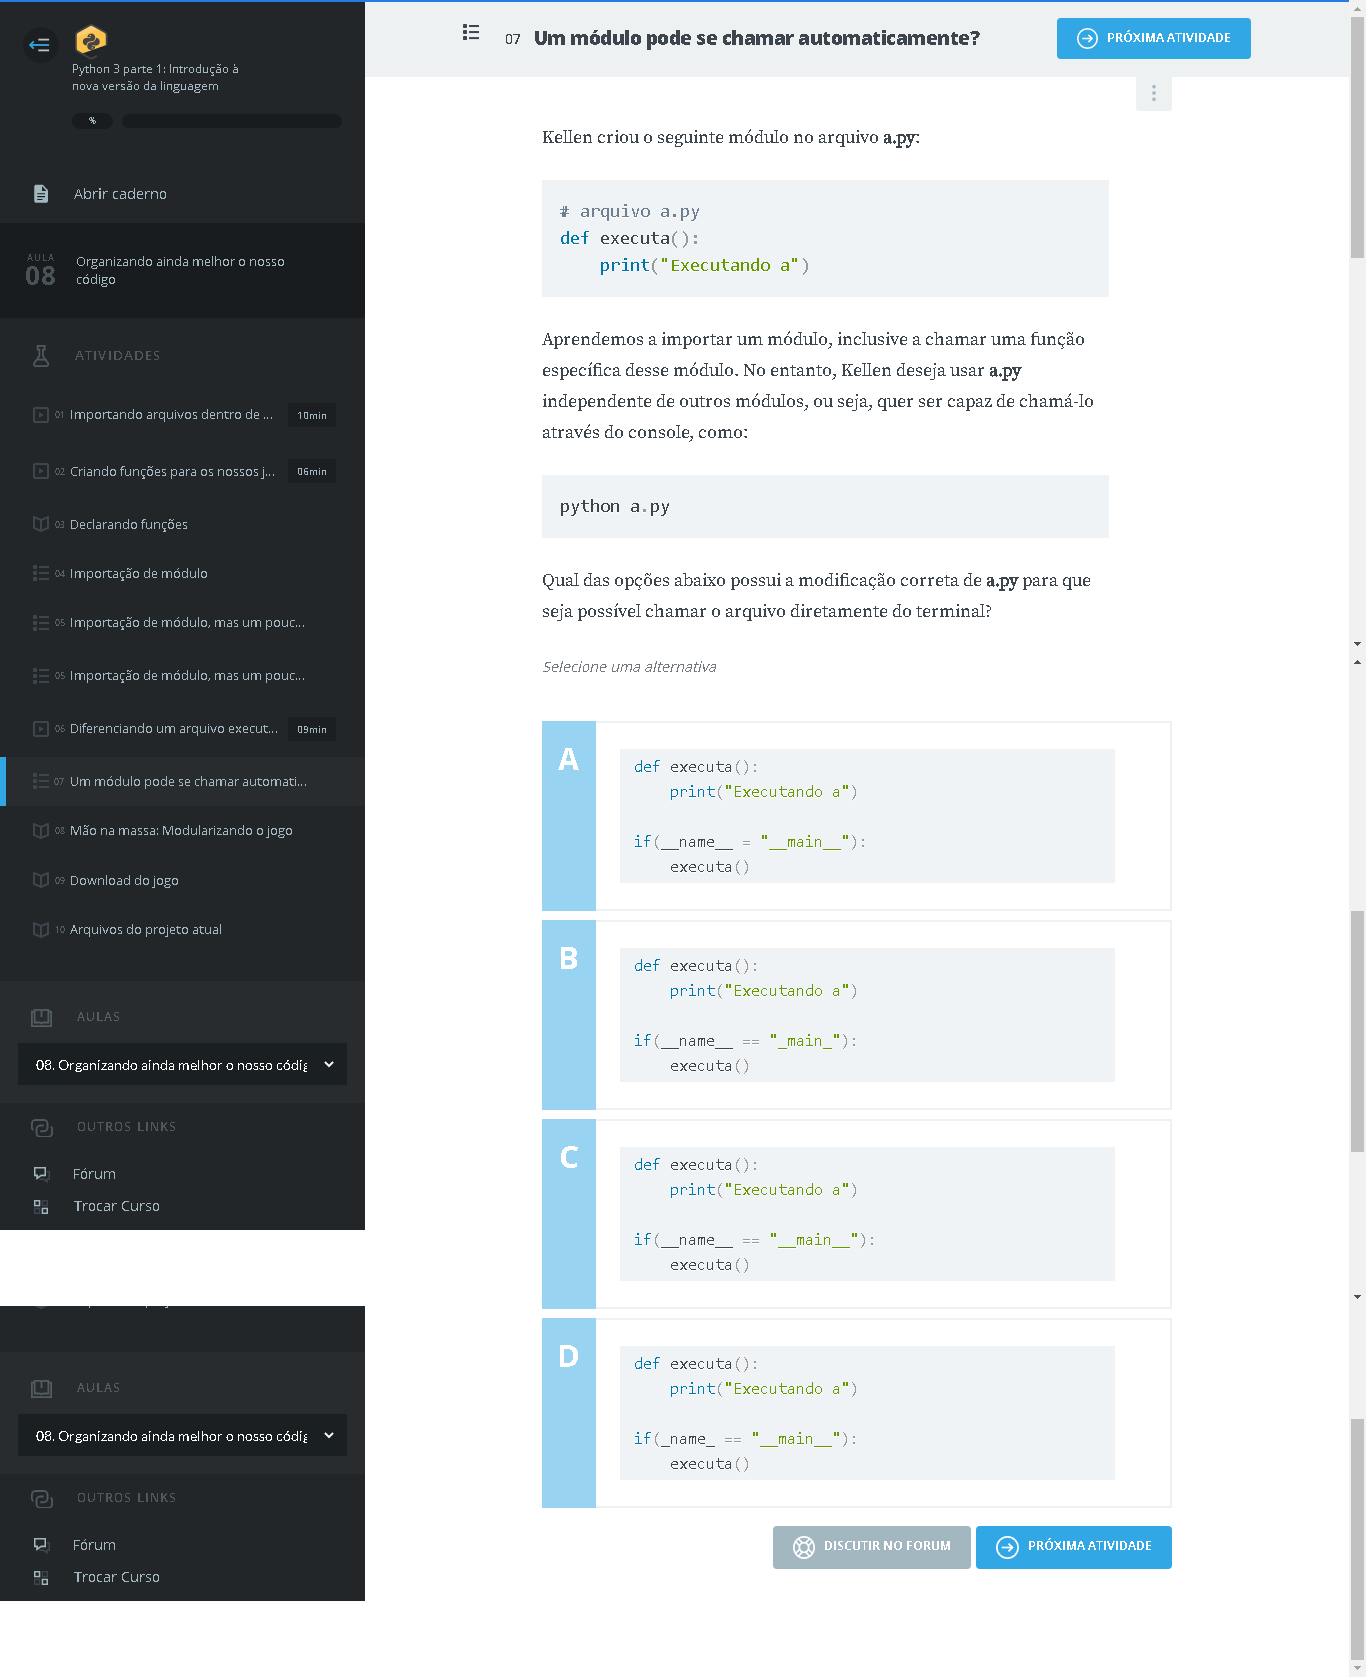 Python 3 parte 1: Introdução à
nova versão da linguagem
%
Abrir caderno
AULA
08
Organizando ainda melhor o nosso
código
ATIVIDADES
01 Importando arquivos dentro de ... 10min
02 Criando funções para os nossos j... 06min
03 Declarando funções
04 Importação de módulo
05 Importação de módulo, mas um pouc...
05 Importação de módulo, mas um pouc...
06 Diferenciando um arquivo execut... 09min
07 Um módulo pode se chamar automati...
08 Mão na massa: Modularizando o jogo
09 Download do jogo
10 Arquivos do projeto atual
AULAS
08. Organizando ainda melhor o nosso códig
OUTROS LINKS
Fórum
Trocar Curso
AULAS
08. Organizando ainda melhor o nosso códig
OUTROS LINKS
Fórum
Trocar Curso
07 Um módulo pode se chamar automaticamente?
PRÓXIMA ATIVIDADE
Kellen criou o seguinte módulo no arquivo a.py:
# arquivo a.py
def executa():
    print("Executando a")
Aprendemos a importar um módulo, inclusive a chamar uma função
específica desse módulo. No entanto, Kellen deseja usar a.py
independente de outros módulos, ou seja, quer ser capaz de chamá-lo
através do console, como:
python a.py
Qual das opções abaixo possui a modificação correta de a.py para que
seja possível chamar o arquivo diretamente do terminal?
Selecione uma alternativa
A
def executa():
    print("Executando a")
if(__name__ = "__main__"):
    executa()
B
def executa():
    print("Executando a")
if(__name__ == "_main_"):
    executa()
C
def executa():
    print("Executando a")
if(__name__ == "__main__"):
    executa()
D
def executa():
    print("Executando a")
if(_name_ == "__main__"):
    executa()
DISCUTIR NO FORUM
PRÓXIMA ATIVIDADE